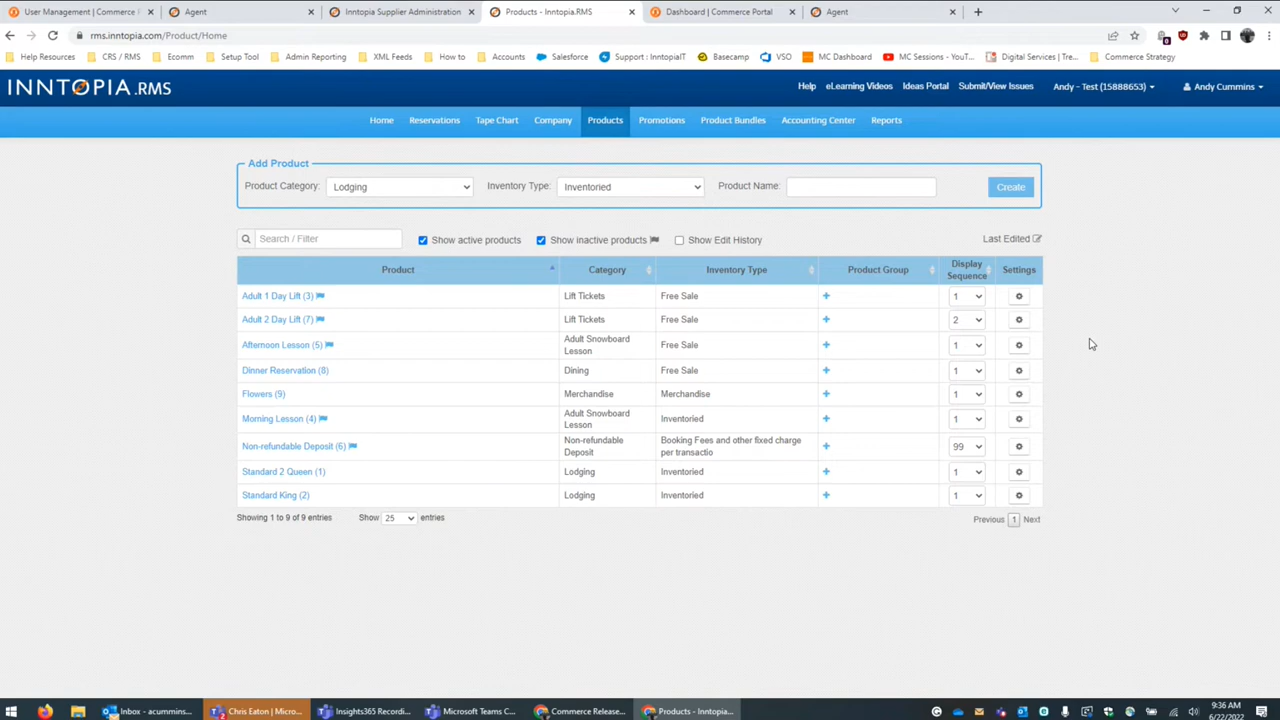 User Management | Commerce
Agent
Inntopia Supplier Administration
Products - Inntopia.RMS
Dashboard | Commerce Portal
Agent
rms.inntopia.com/Product/Home
Help Resources
CRS / RMS
Ecomm
Setup Tool
Admin Reporting
XML Feeds
How to
Accounts
Salesforce
Support : InntopiaIT
Basecamp
VSO
MC Dashboard
MC Sessions - YouT...
Digital Services | Tre...
Commerce Strategy
INNTOPIA.RMS
Help
eLearning Videos
Ideas Portal
Submit/View Issues
Andy - Test (15888653)
Andy Cummins
Home
Reservations
Tape Chart
Company
Products
Promotions
Product Bundles
Accounting Center
Reports
Add Product
Product Category:
Lodging
Inventory Type:
Inventoried
Product Name:
Create
Search / Filter
Show active products
Show inactive products
Show Edit History
Last Edited
Product
Category
Inventory Type
Product Group
Display
Sequence
Settings
Adult 1 Day Lift (3)
Lift Tickets
Free Sale
1
Adult 2 Day Lift (7)
Lift Tickets
Free Sale
2
Afternoon Lesson (5)
Adult Snowboard
Lesson
Free Sale
1
Dinner Reservation (8)
Dining
Free Sale
1
Flowers (9)
Merchandise
Merchandise
1
Morning Lesson (4)
Adult Snowboard
Lesson
Inventoried
1
Non-refundable Deposit (6)
Non-refundable
Deposit
Booking Fees and other fixed charge
per transactio
99
Standard 2 Queen (1)
Lodging
Inventoried
1
Standard King (2)
Lodging
Inventoried
1
Showing 1 to 9 of 9 entries
Show
25
entries
Previous
1
Next
Inbox - acummins...
Chris Eaton | Micro...
Insights365 Recordi...
Microsoft Teams C...
Commerce Release...
Products - Inntopia...
9:36 AM
6/22/2022